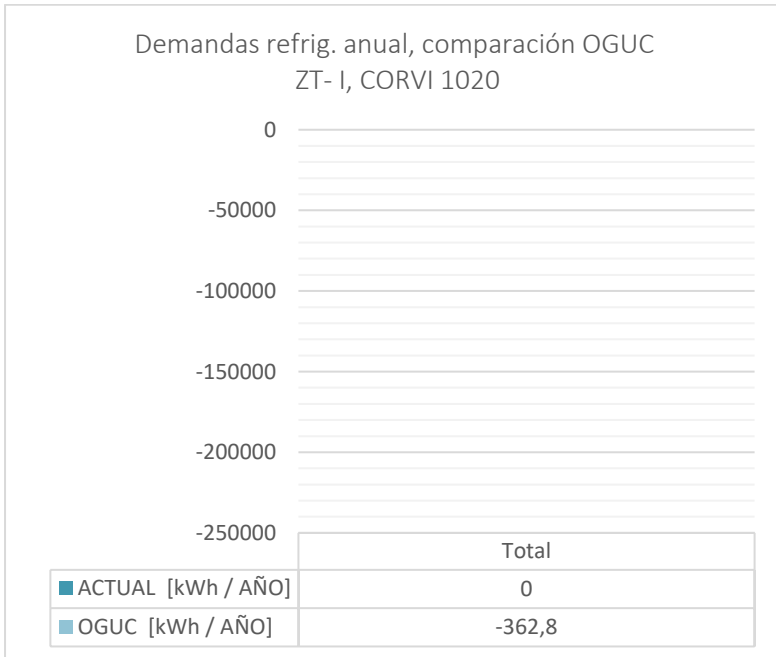 Demandas refrig. anual, comparación OGUC
ZT- I, CORVI 1020
0
-50000
-100000
-150000
-200000
-250000
Total
ACTUAL [kWh / AÑO] 0
OGUC [kWh / AÑO] -362,8